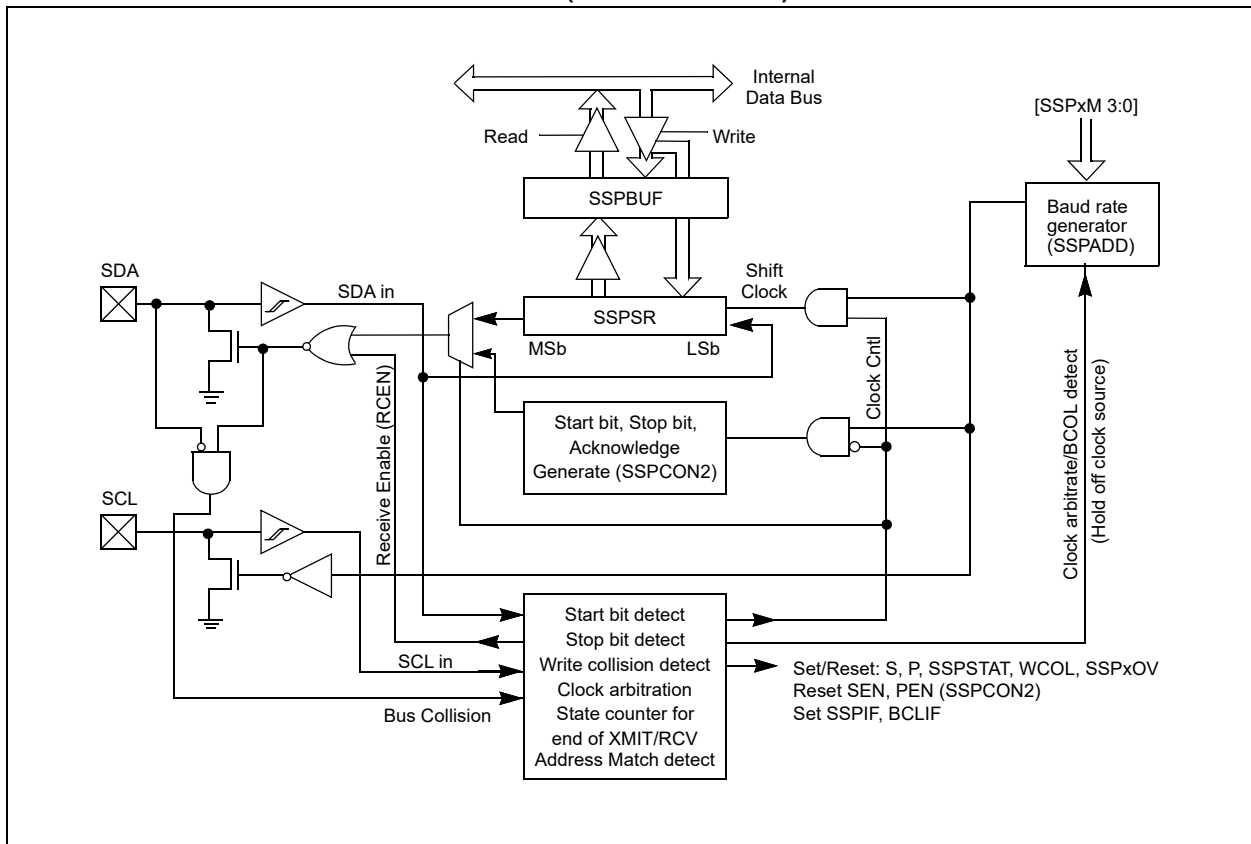 Internal
Data Bus
[SSPxM 3:0]
Read
Write
SSPBUF
Baud rate
generator
(SSPADD)
SDA
SDA in
Shift
Clock
SSPSR
MSb
LSb
Clock Cntl
Clock arbitrate/BCOL detect
(Hold off clock source)
Receive Enable (RCEN)
Start bit, Stop bit,
Acknowledge
Generate (SSPCON2)
SCL
Start bit detect
Stop bit detect
SCL in
Write collision detect
Clock arbitration
State counter for
end of XMIT/RCV
Address Match detect
Bus Collision
Set/Reset: S, P, SSPSTAT, WCOL, SSPxOV
Reset SEN, PEN (SSPCON2)
Set SSPIF, BCLIF